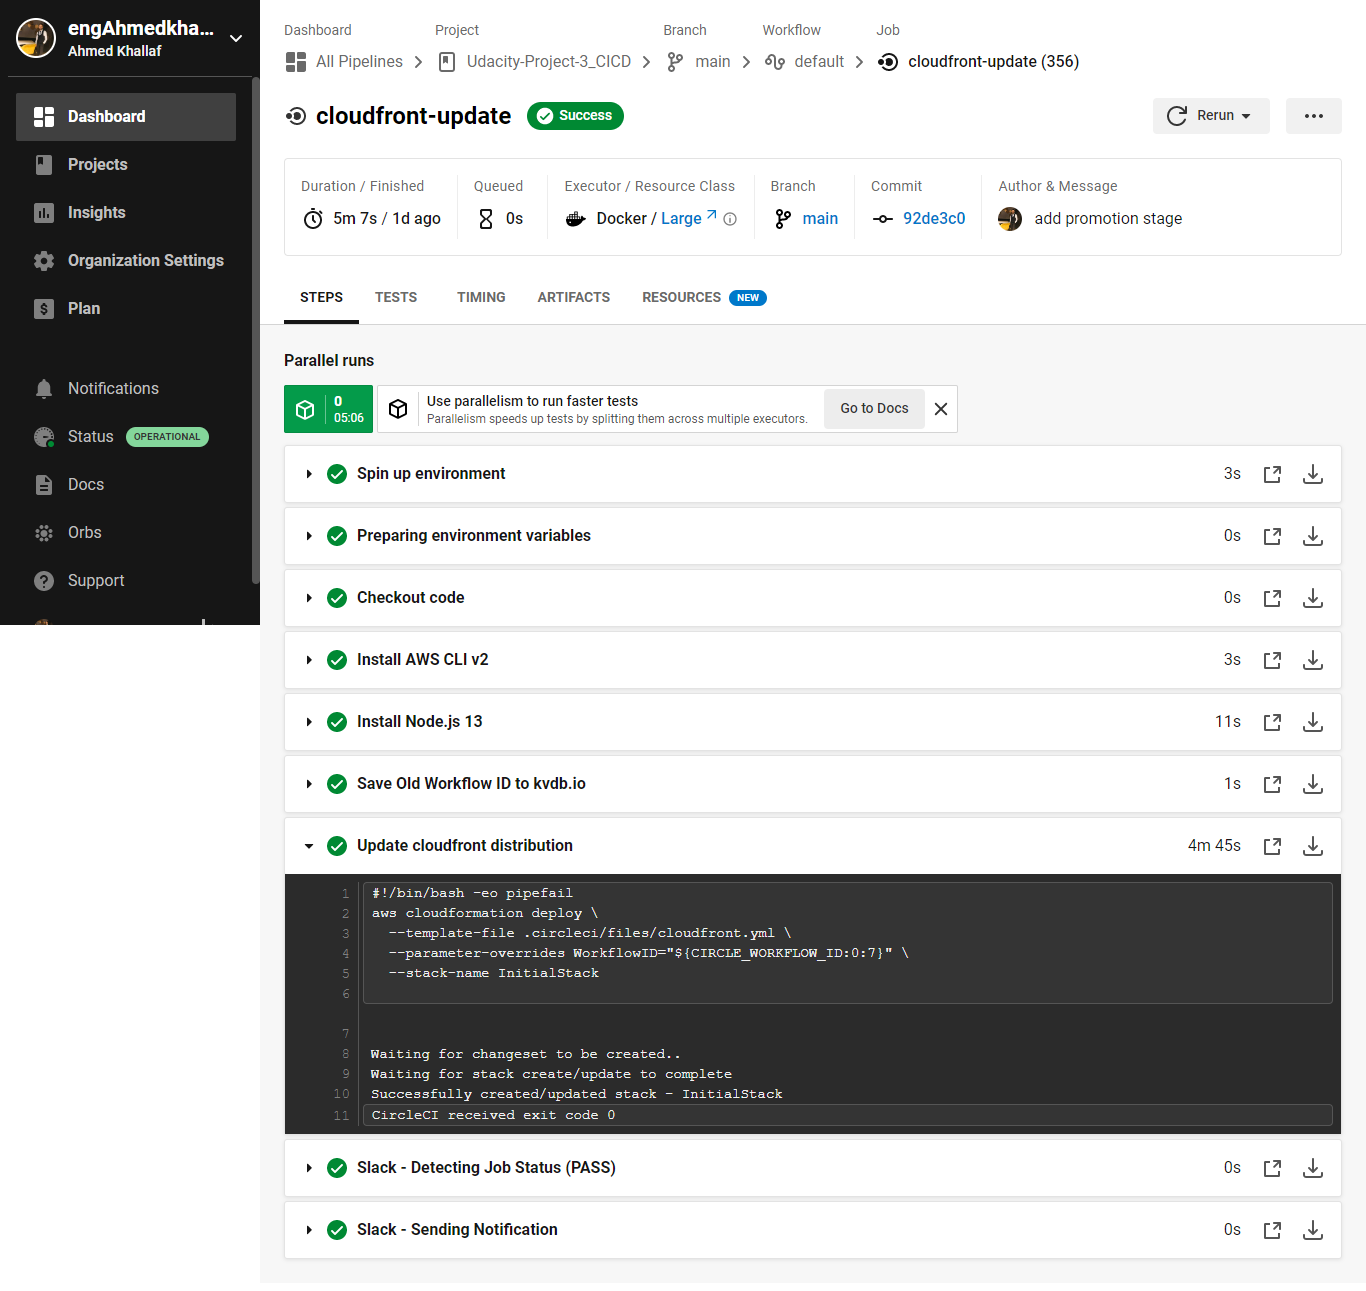 engAhmedkha...
Ahmed Khallaf
Dashboard
Projects
Insights
Organization Settings
Plan
Notifications
Status OPERATIONAL
Docs
Orbs
Support
Dashboard Project Branch Workflow Job
All Pipelines Udacity-Project-3_CICD main default cloudfront-update (356)
cloudfront-update Success Rerun
Duration / Finished Queued Executor / Resource Class Branch Commit Author & Message
5m 7s / 1d ago 0s Docker / Large main 92de3c0 add promotion stage
STEPS TESTS TIMING ARTIFACTS RESOURCES NEW
Parallel runs
0
05:06
Use parallelism to run faster tests
Parallelism speeds up tests by splitting them across multiple executors.
Go to Docs
Spin up environment 3s
Preparing environment variables 0s
Checkout code 0s
Install AWS CLI v2 3s
Install Node.js 13 11s
Save Old Workflow ID to kvdb.io 1s
Update cloudfront distribution 4m 45s
1 #!/bin/bash -eo pipefail
2 aws cloudformation deploy \
3 --template-file .circleci/files/cloudfront.yml \
4 --parameter-overrides WorkflowID="${CIRCLE_WORKFLOW_ID:0:7}" \
5 --stack-name InitialStack
6
7
8 Waiting for changeset to be created..
9 Waiting for stack create/update to complete
10 Successfully created/updated stack - InitialStack
11 CircleCI received exit code 0
Slack - Detecting Job Status (PASS) 0s
Slack - Sending Notification 0s